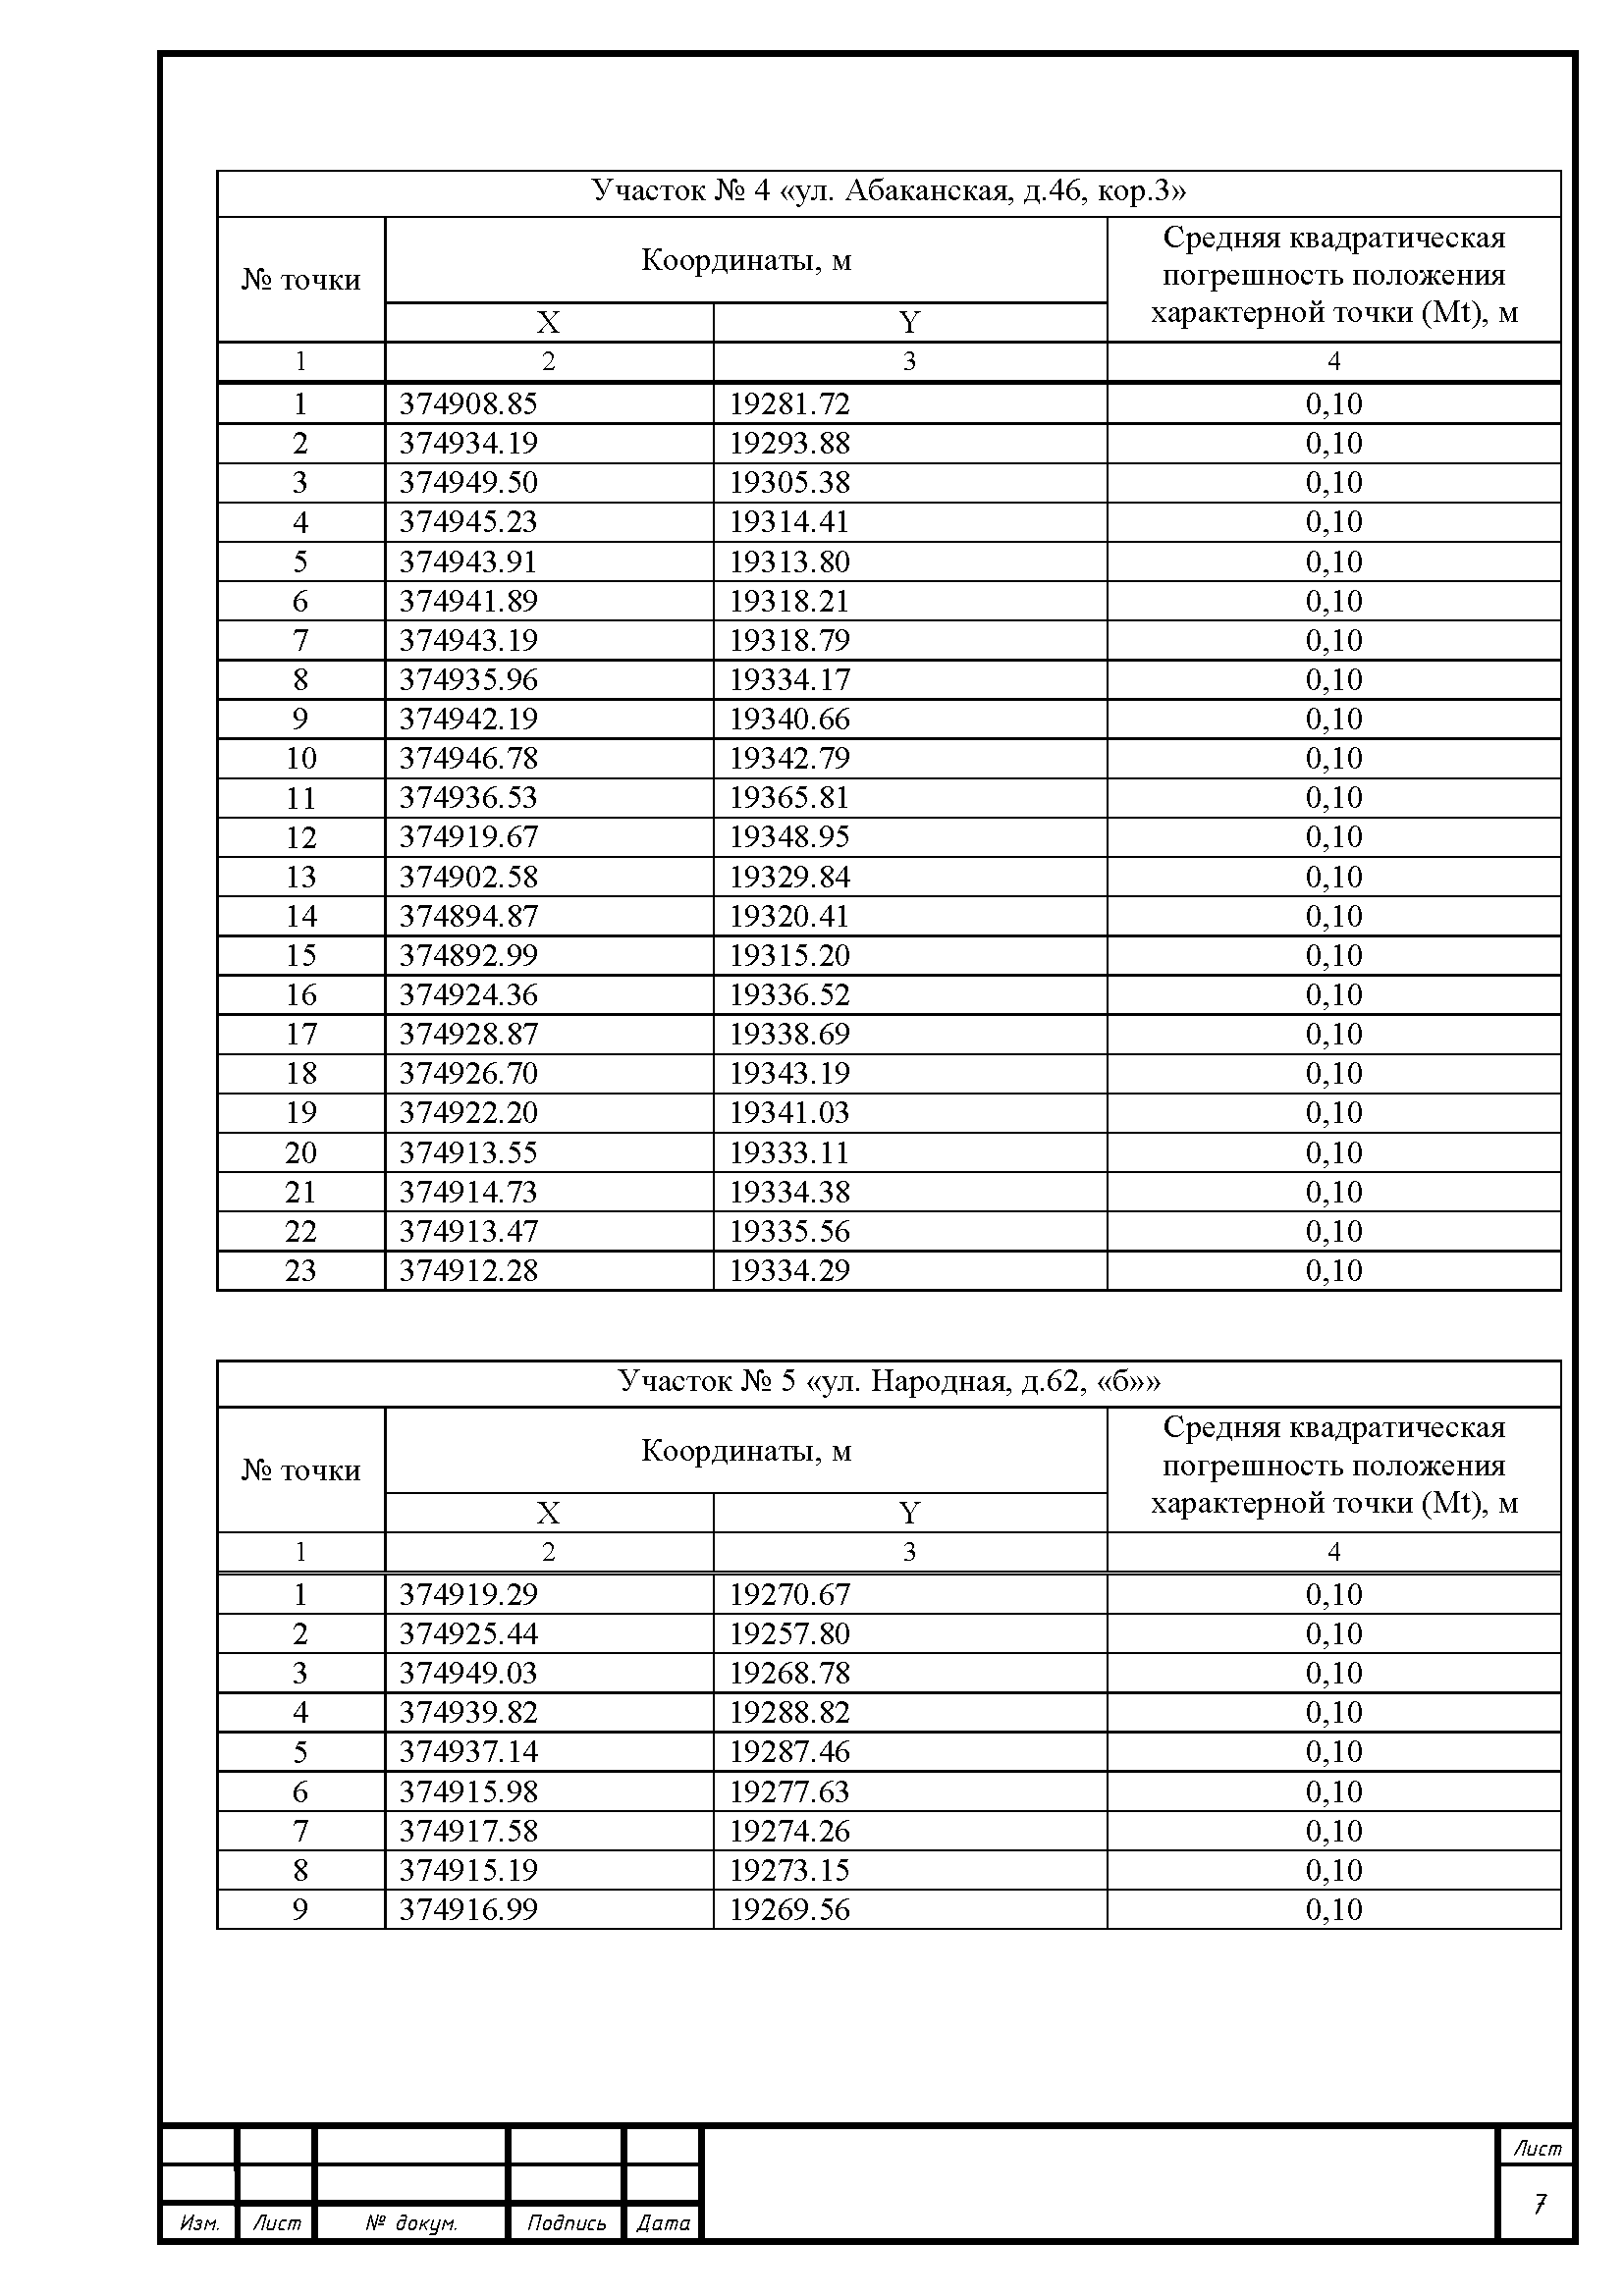 Участок № 4 «ул. Абаканская, д.46, кор.3»
№ точки Координаты, м Средняя квадратическая погрешность положения характерной точки (Mt), м
X Y
1 2 3 4
1 374908.85 19281.72 0,10
2 374934.19 19293.88 0,10
3 374949.50 19305.38 0,10
4 374945.23 19314.41 0,10
5 374943.91 19313.80 0,10
6 374941.89 19318.21 0,10
7 374943.19 19318.79 0,10
8 374935.96 19334.17 0,10
9 374942.19 19340.66 0,10
10 374946.78 19342.79 0,10
11 374936.53 19365.81 0,10
12 374919.67 19348.95 0,10
13 374902.58 19329.84 0,10
14 374894.87 19320.41 0,10
15 374892.99 19315.20 0,10
16 374924.36 19336.52 0,10
17 374928.87 19338.69 0,10
18 374926.70 19343.19 0,10
19 374922.20 19341.03 0,10
20 374913.55 19333.11 0,10
21 374914.73 19334.38 0,10
22 374913.47 19335.56 0,10
23 374912.28 19334.29 0,10
Участок № 5 «ул. Народная, д.62, «б»»
№ точки Координаты, м Средняя квадратическая погрешность положения характерной точки (Mt), м
X Y
1 2 3 4
1 374919.29 19270.67 0,10
2 374925.44 19257.80 0,10
3 374949.03 19268.78 0,10
4 374939.82 19288.82 0,10
5 374937.14 19287.46 0,10
6 374915.98 19277.63 0,10
7 374917.58 19274.26 0,10
8 374915.19 19273.15 0,10
9 374916.99 19269.56 0,10
Лист
7
Изм. Лист № докум. Подпись Дата